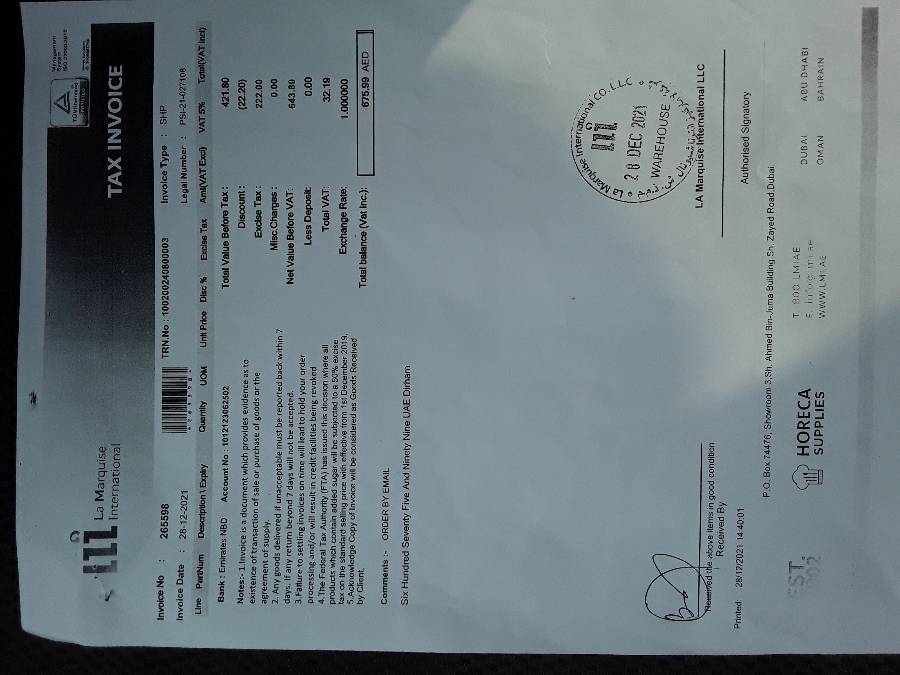 La Marquise
International
Management
System
TAX INVOICE
Invoice No : 265598
TRN.No : 100200240800003
Invoice Type : SHP
Invoice Date : 28-12-2021
Legal Number : PSI-21-027106
Line PartNum Description \ Expiry Quantity UOM Unit Price Disc % Excise Tax Amt(VAT Excl) VAT 5% Total(VAT Incl)
Bank : Emirates NBD Account No : 1012123062502
Total Value Before Tax : 421.80
Discount : (22.20)
Excise Tax : 222.00
Misc.Charges : 0.00
Net Value Before VAT: 643.80
Less Deposit: 0.00
Total VAT: 32.19
Exchange Rate: 1.000000
Total balance (Vat Inc.): 675.99 AED
Notes:- 1.Invoice is a document which provides evidence as to
existence of transaction of sale or purchase of goods or the
agreement of supply.
2. Any goods delivered if unacceptable must be reported back within 7
days. If any return beyond 7 days will not be accepted.
3.Failure to settling invoices on time will lead to hold your order
processing and/or will result in credit facilities being revoked
4.The Federal Tax Authority (FTA) has issued this decision where all
products which contain added sugar will be subjected to a 50% excise
tax on the standard selling price with effective from 1st December 2019.
5.Acknowledge Copy of Invoice will be considered as Goods Received
by Client.
Comments :- ORDER BY EMAIL
Six Hundred Seventy Five And Ninety Nine UAE Dirham
La Marquise International CO. LLC
28 DEC 2021
WAREHOUSE
LA Marquise International LLC
Received the above items in good condition
Received By
Authorised Signatory
Printed: 28/12/2021 14:40:01
P.O. Box 74476, Showroom 3,Sh. Ahmed Bin-Juma Building Sh. Zayed Road,Dubai
EST.
HORECA
SUPPLIES
T 800 LMIAE
WWW.LMI.AE
DUBAI ABU DHABI
OMAN BAHRAIN